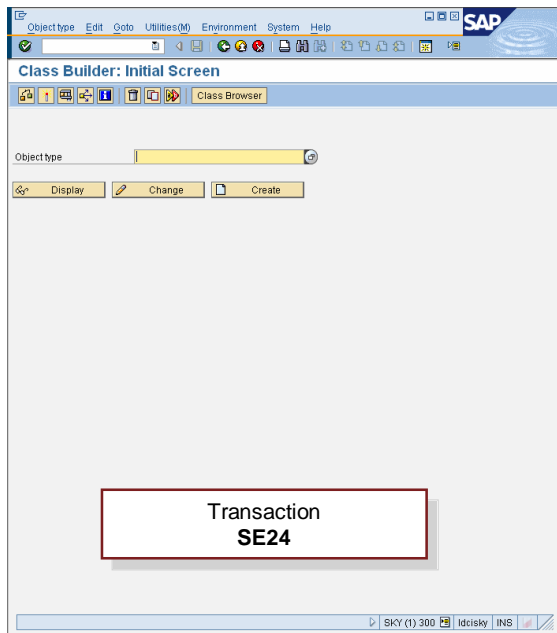 Object type Edit Goto Utilities(M) Environment System Help
SAP
Class Builder: Initial Screen
Class Browser
Object type
Display Change Create
Transaction
SE24
SKY (1) 300 Idcisky INS